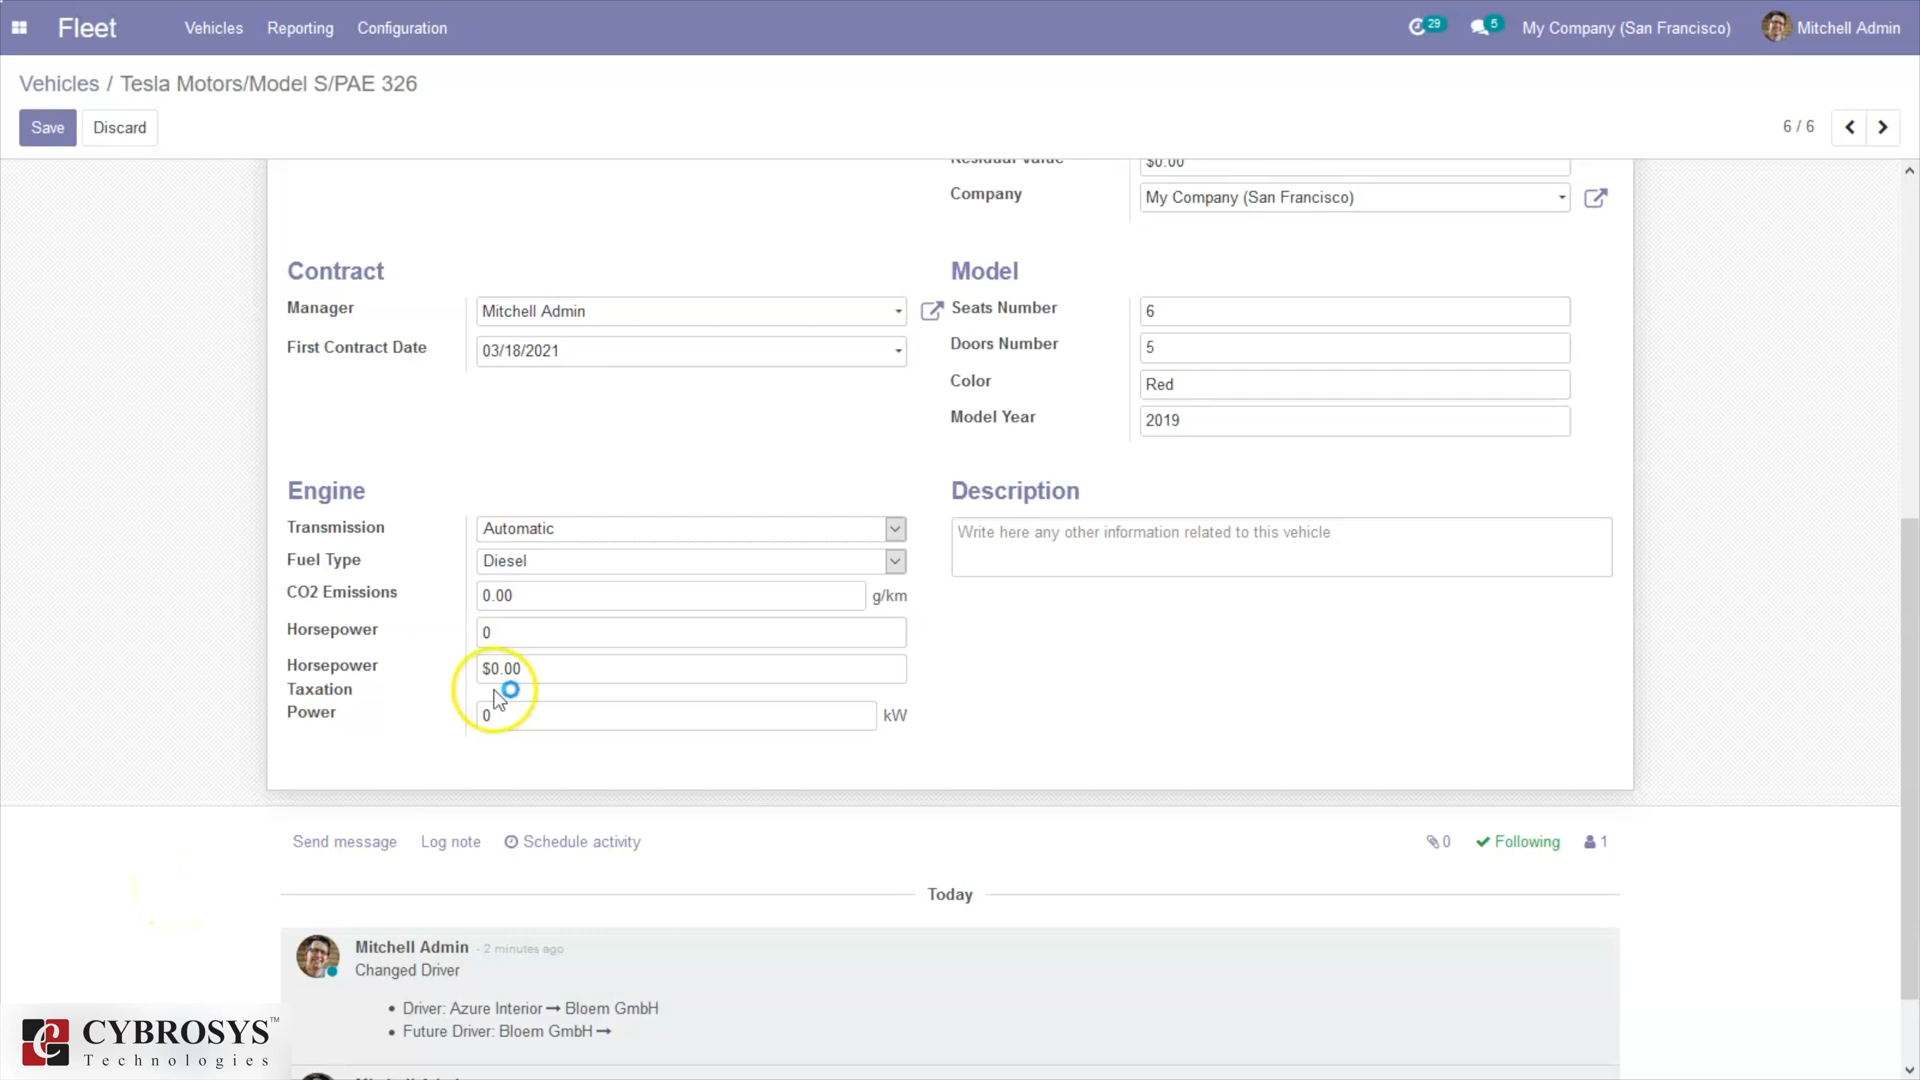 Fleet Vehicles Reporting Configuration 29 5 My Company (San Francisco) Mitchell Admin
Vehicles / Tesla Motors/Model S/PAE 326
Save Discard 6 / 6
Residual Value $0.00
Company My Company (San Francisco)
Contract
Manager Mitchell Admin
First Contract Date 03/18/2021
Model
Seats Number 6
Doors Number 5
Color Red
Model Year 2019
Engine
Transmission Automatic
Fuel Type Diesel
CO2 Emissions 0.00 g/km
Horsepower 0
Horsepower $0.00
Taxation
Power 0 kW
Description
Write here any other information related to this vehicle
Send message Log note Schedule activity 0 Following 1
Today
Mitchell Admin - 2 minutes ago
Changed Driver
• Driver: Azure Interior → Bloem GmbH
• Future Driver: Bloem GmbH →
CYBROSYS™
Technologies